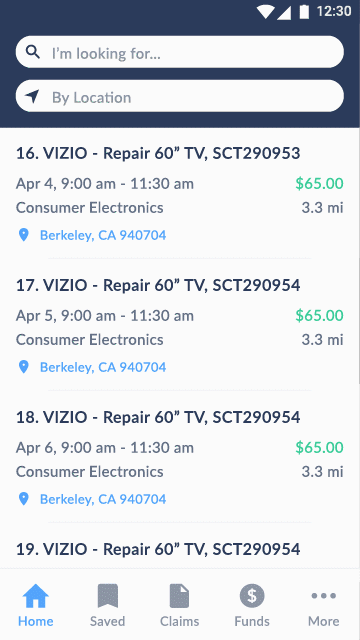 12:30
I'm looking for...
By Location
16. VIZIO - Repair 60” TV, SCT290953
Apr 4, 9:00 am - 11:30 am $65.00
Consumer Electronics 3.3 mi
Berkeley, CA 940704
17. VIZIO - Repair 60” TV, SCT290954
Apr 5, 9:00 am - 11:30 am $65.00
Consumer Electronics 3.3 mi
Berkeley, CA 940704
18. VIZIO - Repair 60” TV, SCT290954
Apr 6, 9:00 am - 11:30 am $65.00
Consumer Electronics 3.3 mi
Berkeley, CA 940704
19. VIZIO - Repair 60” TV, SCT290954
Home Saved Claims Funds More